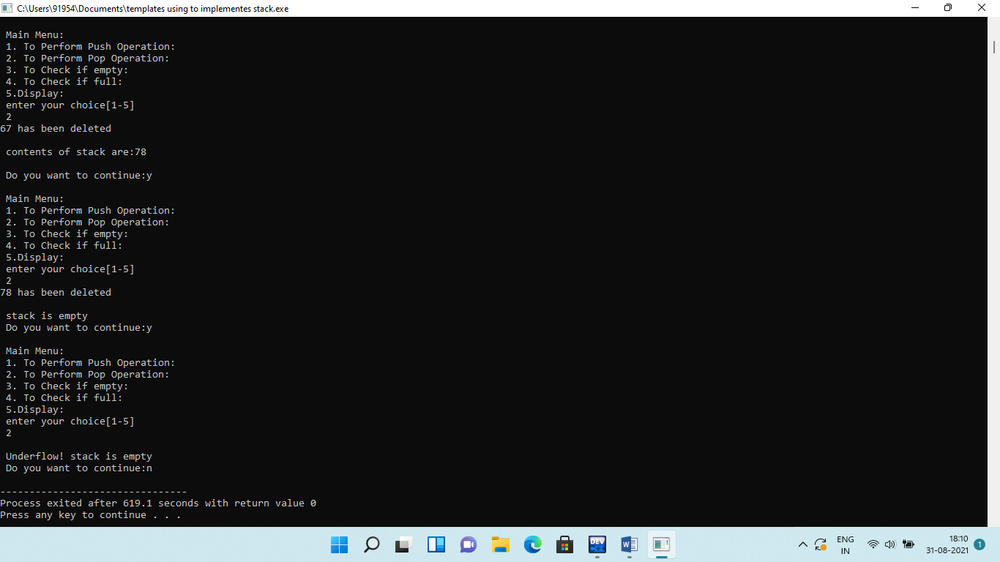 C:\Users\91954\Documents\templates using to implementes stack.exe
Main Menu:
1. To Perform Push Operation:
2. To Perform Pop Operation:
3. To Check if empty:
4. To Check if full:
5.Display:
enter your choice[1-5]
2
67 has been deleted
contents of stack are:78
Do you want to continue:y
Main Menu:
1. To Perform Push Operation:
2. To Perform Pop Operation:
3. To Check if empty:
4. To Check if full:
5.Display:
enter your choice[1-5]
2
78 has been deleted
stack is empty
Do you want to continue:y
Main Menu:
1. To Perform Push Operation:
2. To Perform Pop Operation:
3. To Check if empty:
4. To Check if full:
5.Display:
enter your choice[1-5]
2
Underflow! stack is empty
Do you want to continue:n
--------------------------------
Process exited after 619.1 seconds with return value 0
Press any key to continue . . .
DEV
W
ENG
IN
18:10
31-08-2021
1